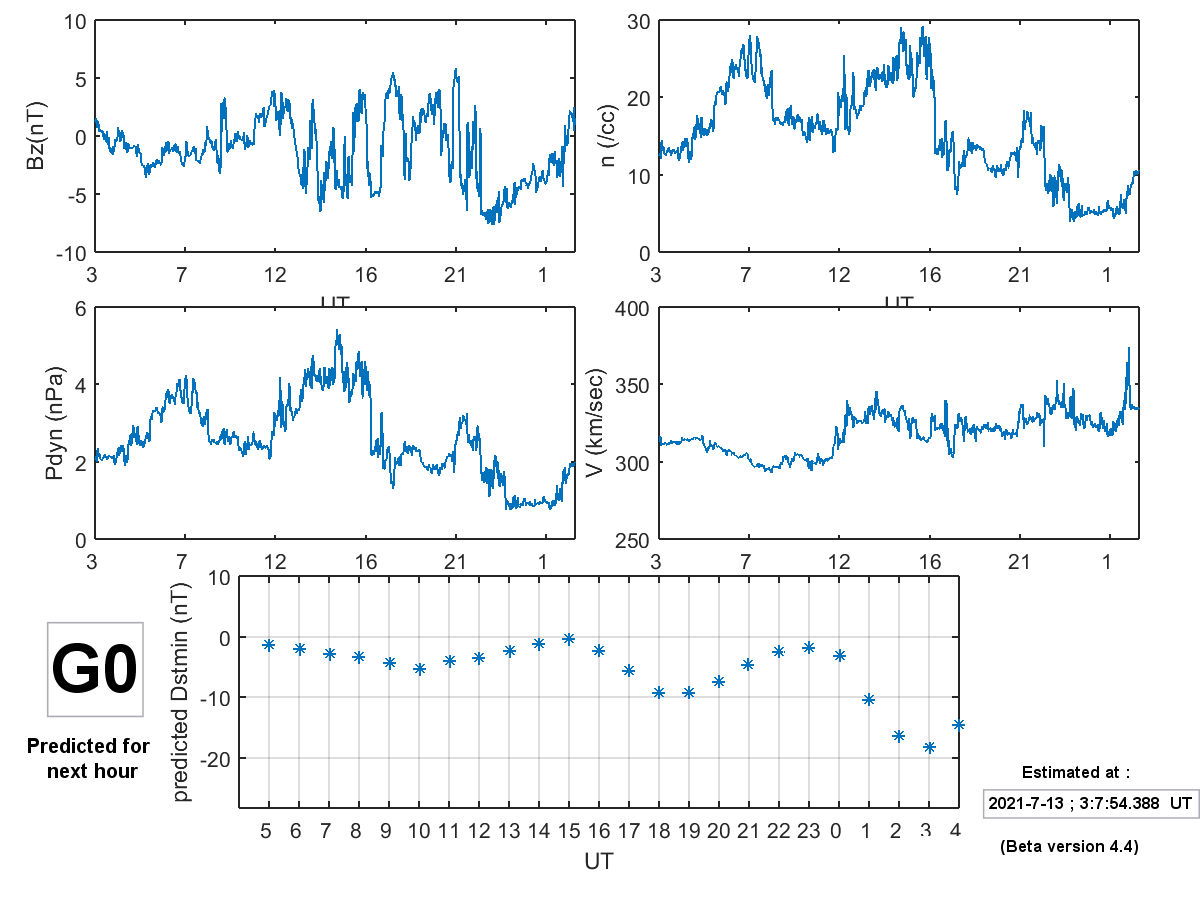 10
5
0
-5
-10
Bz(nT)
3 7 12 16 21 1
UT
30
20
10
0
n (/cc)
3 7 12 16 21 1
UT
6
4
2
0
Pdyn (nPa)
3 7 12 16 21 1
400
350
300
250
V (km/sec)
3 7 12 16 21 1
10
0
-10
-20
predicted Dstmin (nT)
5 6 7 8 9 10 11 12 13 14 15 16 17 18 19 20 21 22 23 0 1 2 3 4
UT
G0
Predicted for
next hour
Estimated at :
2021-7-13 ; 3:7:54.388 UT
(Beta version 4.4)